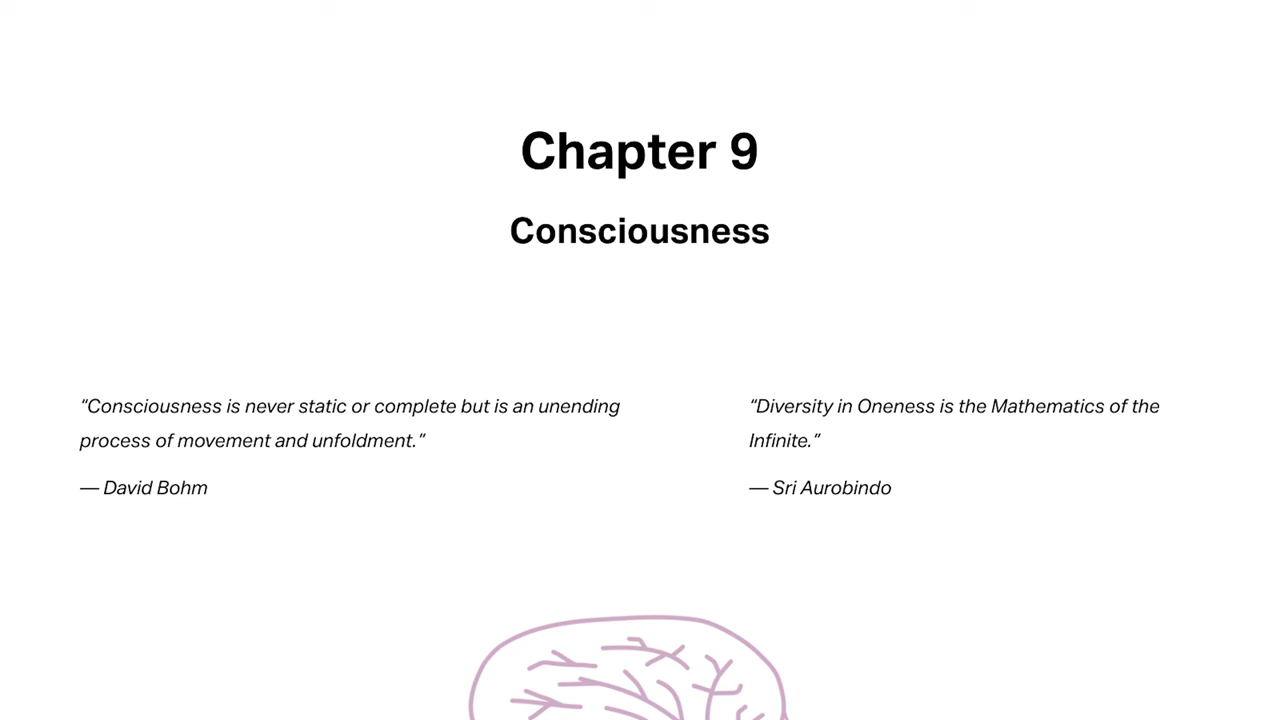 Chapter 9
Consciousness
“Consciousness is never static or complete but is an unending
process of movement and unfoldment.”
— David Bohm
“Diversity in Oneness is the Mathematics of the
Infinite.”
— Sri Aurobindo